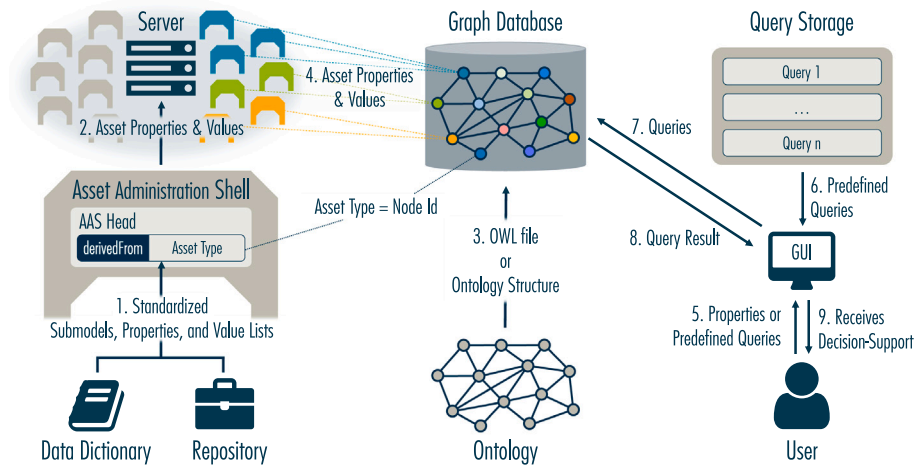 Server
Graph Database
Query Storage
Query 1
...
Query n
4. Asset Properties
& Values
2. Asset Properties & Values
7. Queries
6. Predefined
Queries
Asset Administration Shell
AAS Head
derivedFrom
Asset Type
Asset Type = Node Id
3. OWL file
or
Ontology Structure
8. Query Result
GUI
1. Standardized
Submodels, Properties, and Value Lists
5. Properties or
Predefined Queries
9. Receives
Decision-Support
Data Dictionary
Repository
Ontology
User